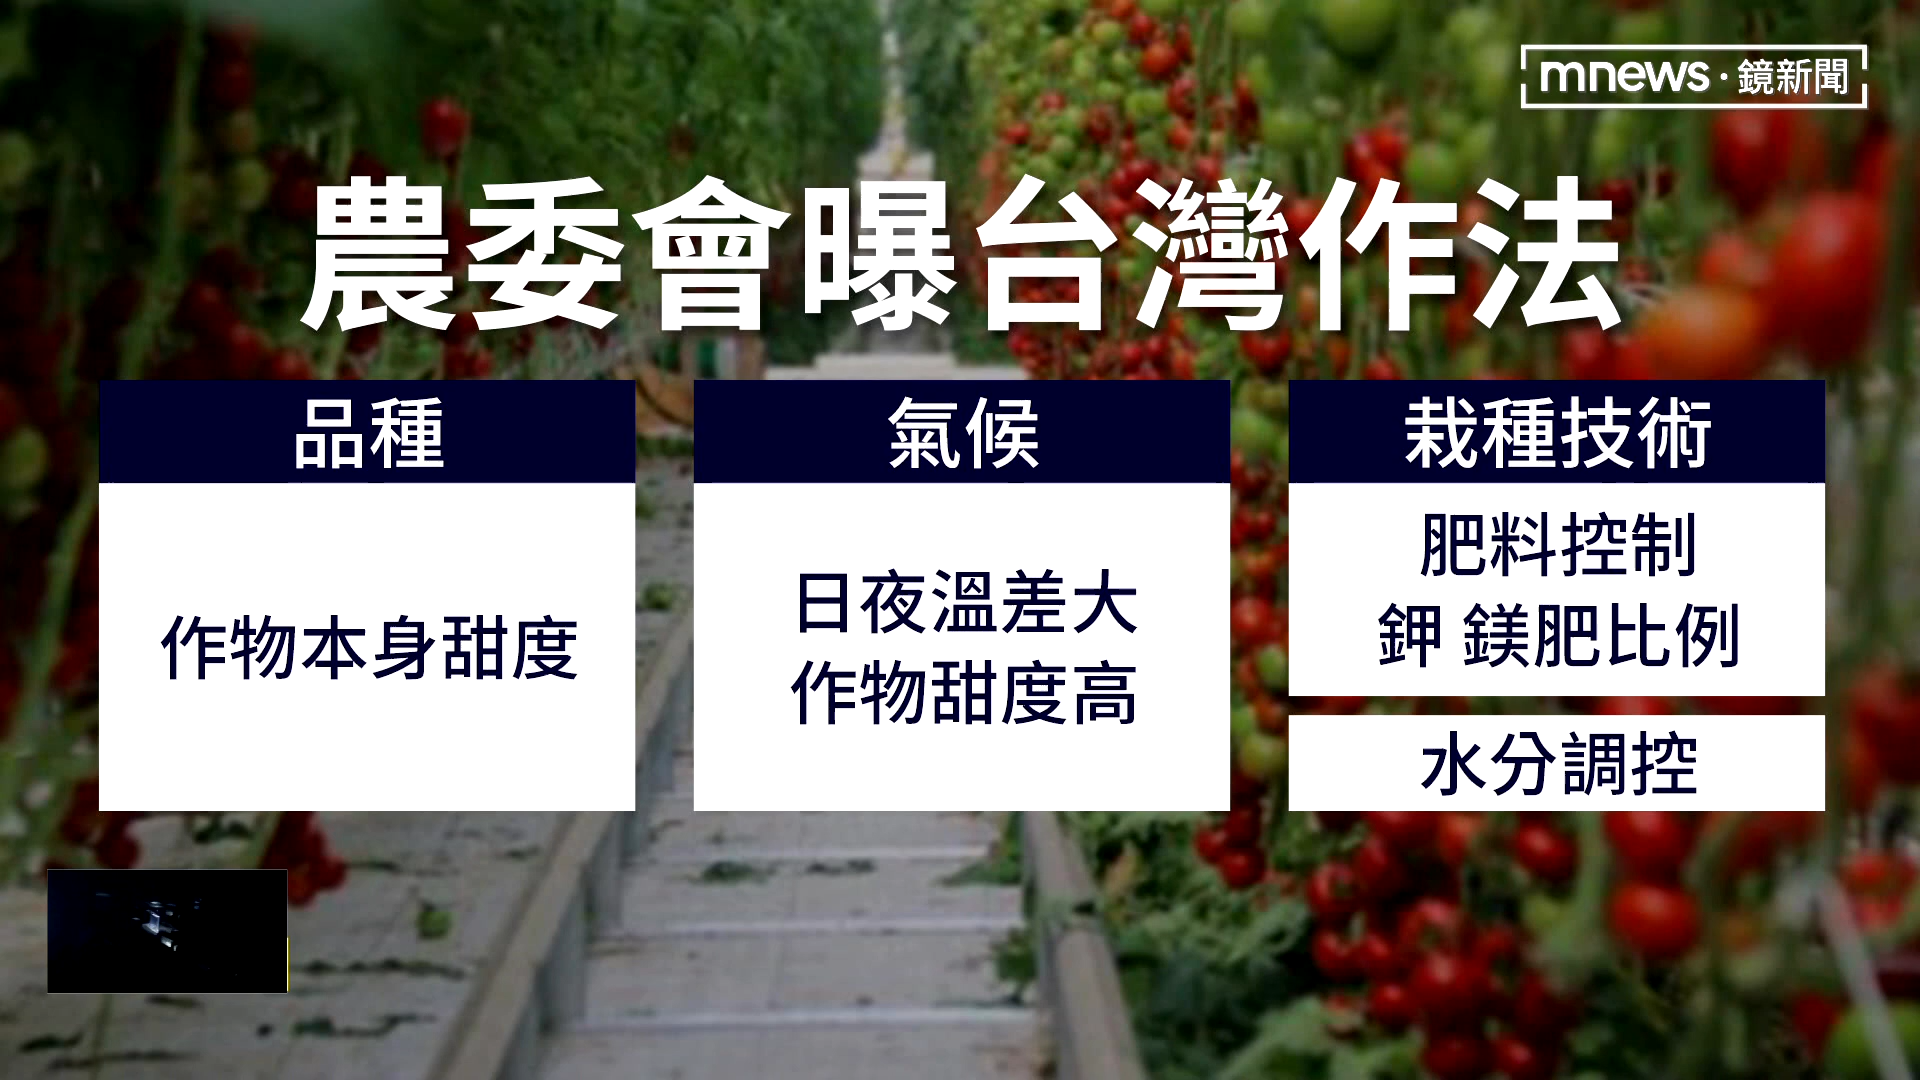 mnews·鏡新聞
農委會曝台灣作法
品種
作物本身甜度
氣候
日夜溫差大
作物甜度高
栽種技術
肥料控制
鉀 鎂肥比例
水分調控